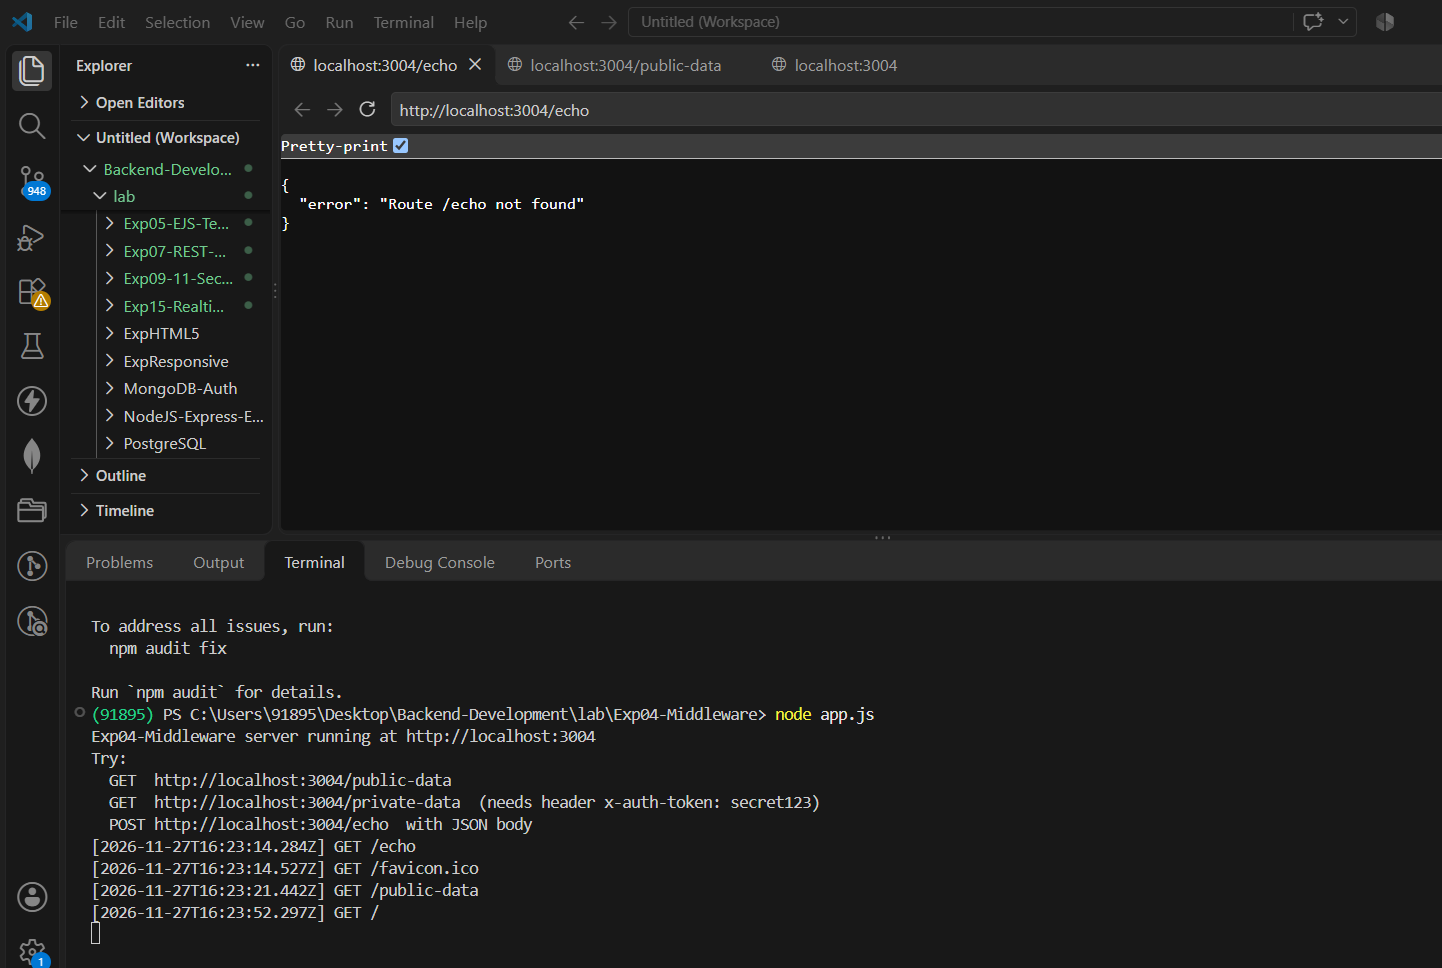 File Edit Selection View Go Run Terminal Help
Untitled (Workspace)
Explorer
Open Editors
Untitled (Workspace)
Backend-Develo...
lab
Exp05-EJS-Te...
Exp07-REST-...
Exp09-11-Sec...
Exp15-Realti...
ExpHTML5
ExpResponsive
MongoDB-Auth
NodeJS-Express-E...
PostgreSQL
Outline
Timeline
948
1
localhost:3004/echo localhost:3004/public-data localhost:3004
http://localhost:3004/echo
Pretty-print
{
"error": "Route /echo not found"
}
Problems Output Terminal Debug Console Ports
To address all issues, run:
npm audit fix
Run `npm audit` for details.
(91895) PS C:\Users\91895\Desktop\Backend-Development\lab\Exp04-Middleware> node app.js
Exp04-Middleware server running at http://localhost:3004
Try:
GET http://localhost:3004/public-data
GET http://localhost:3004/private-data (needs header x-auth-token: secret123)
POST http://localhost:3004/echo with JSON body
[2026-11-27T16:23:14.284Z] GET /echo
[2026-11-27T16:23:14.527Z] GET /favicon.ico
[2026-11-27T16:23:21.442Z] GET /public-data
[2026-11-27T16:23:52.297Z] GET /